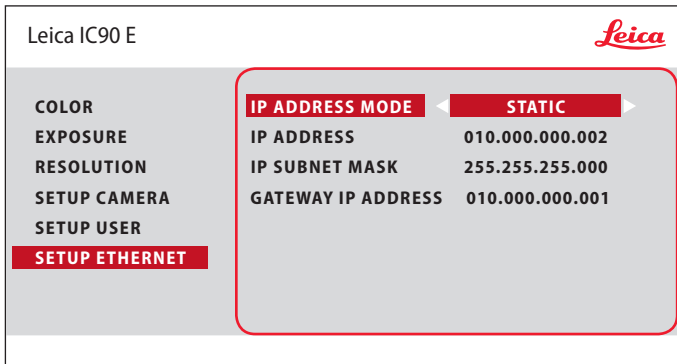 Leica IC90 E
Leica
COLOR
EXPOSURE
RESOLUTION
SETUP CAMERA
SETUP USER
SETUP ETHERNET
IP ADDRESS MODE STATIC
IP ADDRESS 010.000.000.002
IP SUBNET MASK 255.255.255.000
GATEWAY IP ADDRESS 010.000.000.001